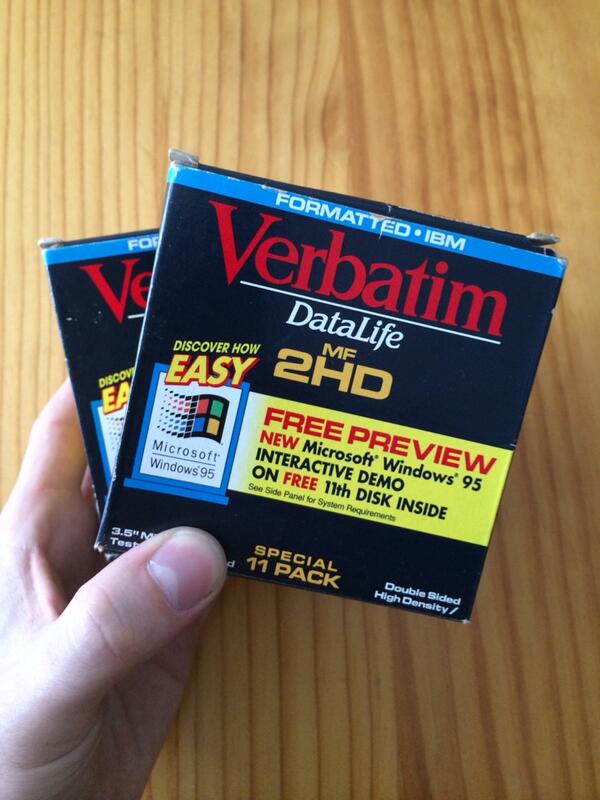 FORMATTED • IBM
Verbatim
DataLife
MF
2HD
DISCOVER HOW
EASY
Microsoft®
Windows®95
FREE PREVIEW
NEW Microsoft® Windows® 95
INTERACTIVE DEMO
ON FREE 11th DISK INSIDE
See Side Panel for System Requirements
SPECIAL
11 PACK
3.5"
Double Sided
High Density